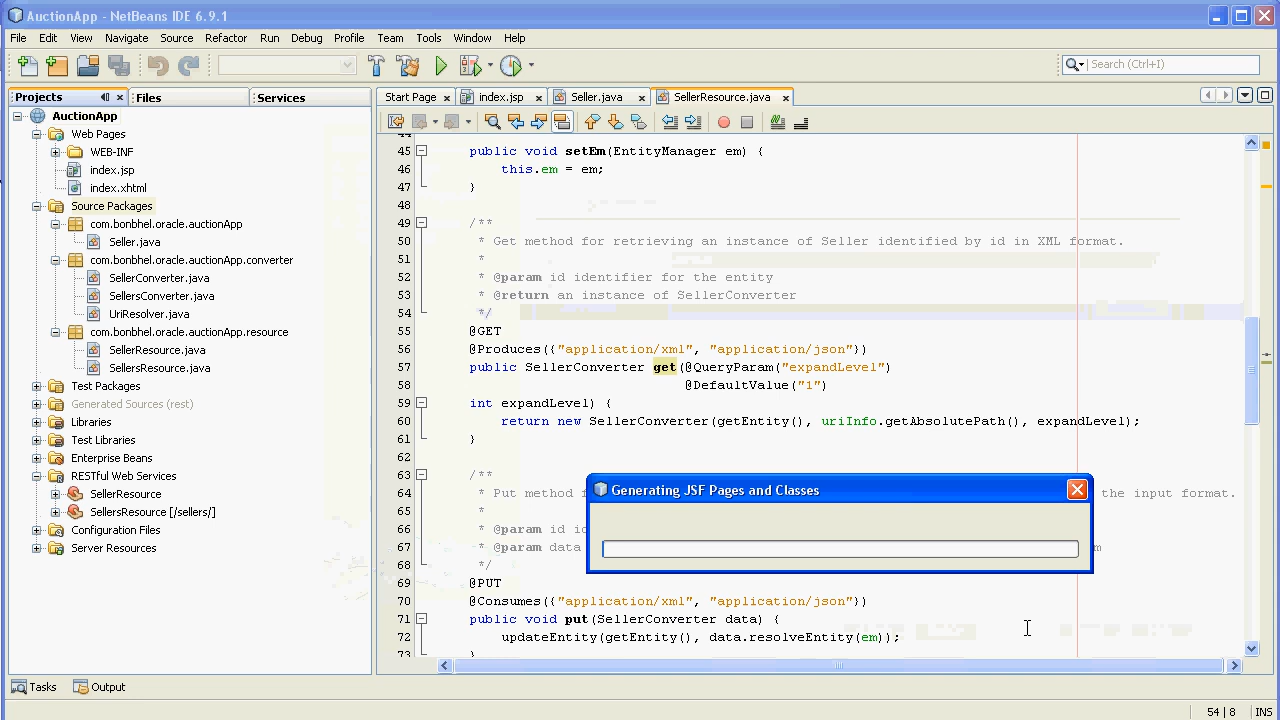 AuctionApp - NetBeans IDE 6.9.1
File Edit View Navigate Source Refactor Run Debug Profile Team Tools Window Help
Search (Ctrl+I)
Projects Files Services
Start Page index.jsp Seller.java SellerResource.java
AuctionApp
Web Pages
WEB-INF
index.jsp
index.xhtml
Source Packages
com.bonbhel.oracle.auctionApp
Seller.java
com.bonbhel.oracle.auctionApp.converter
SellerConverter.java
SellersConverter.java
UriResolver.java
com.bonbhel.oracle.auctionApp.resource
SellerResource.java
SellersResource.java
Test Packages
Generated Sources (rest)
Libraries
Test Libraries
Enterprise Beans
RESTful Web Services
SellerResource
SellersResource [/sellers/]
Configuration Files
Server Resources
44
45 public void setEm(EntityManager em) {
46 this.em = em;
47 }
48
49 /**
50 * Get method for retrieving an instance of Seller identified by id in XML format.
51 *
52 * @param id identifier for the entity
53 * @return an instance of SellerConverter
54 */
55 @GET
56 @Produces({"application/xml", "application/json"})
57 public SellerConverter get(@QueryParam("expandLevel")
58 @DefaultValue("1")
59 int expandLevel) {
60 return new SellerConverter(getEntity(), uriInfo.getAbsolutePath(), expandLevel);
61 }
62
63 /**
64 * Put method the input format.
65 *
66 * @param id
67 * @param data
68 */
69 @PUT
70 @Consumes({"application/xml", "application/json"})
71 public void put(SellerConverter data) {
72 updateEntity(getEntity(), data.resolveEntity(em));
73
Generating JSF Pages and Classes
Tasks Output
54 | 8 INS